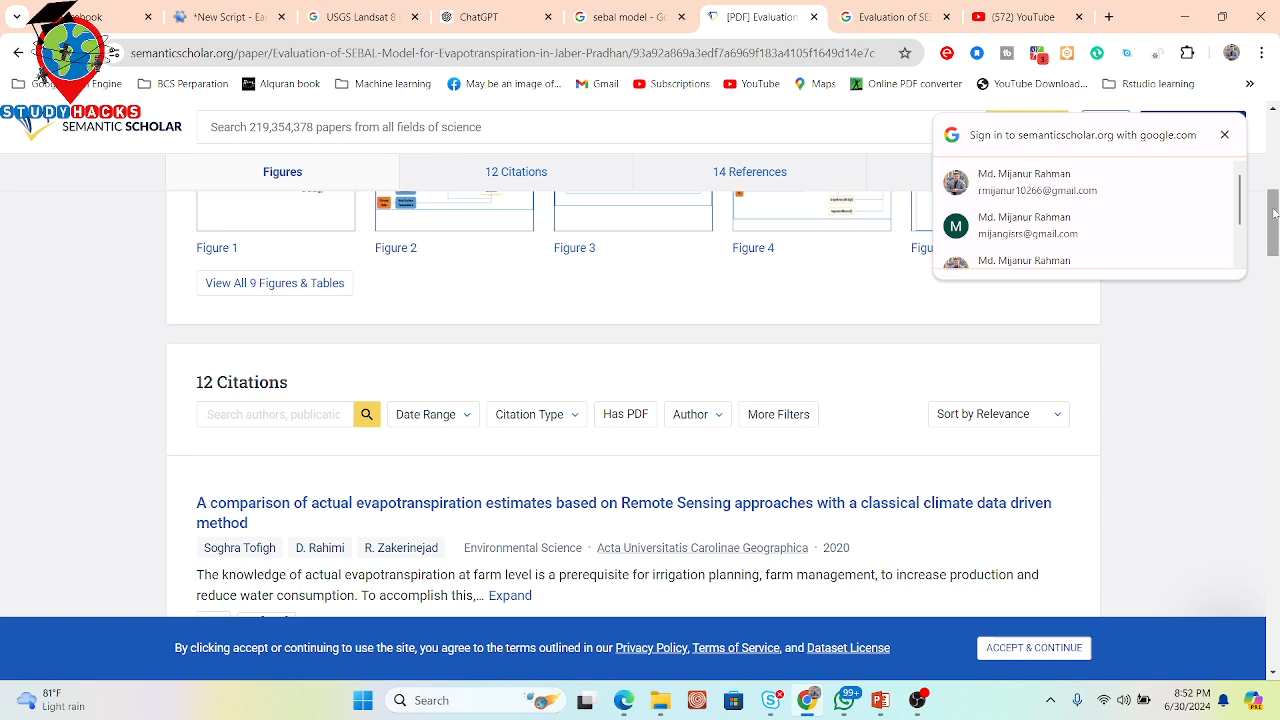 book
*New Script - Ea
USGS Landsat 8
sebal model - G
[PDF] Evaluation
Evaluation of SE
(572) YouTube
semanticscholar.org/paper/Evaluation-of-SEBAL-Model-for-Evapotranspiration-Jaber-Pradhan/93a92a869a3edf7a669f183a11105f1649d14e7c
Engine
BCS Perparation
Alquran book
Machine learning
May be an image of...
Gmail
Subscriptions
YouTube
Maps
Online PDF converter
YouTube Download...
Rstudio learning
STUDYHACKS
SEMANTIC SCHOLAR
Search 219,354,378 papers from all fields of science
Sign in to semanticscholar.org with google.com
Md. Mijanur Rahman
rmijanur10266@gmail.com
M
Md. Mijanur Rahman
mijangisrs@gmail.com
Md. Mijanur Rahman
Figures
12 Citations
14 References
Figure 1
Figure 2
Figure 3
Figure 4
Figu
View All 9 Figures & Tables
12 Citations
Search authors, publicatic
Date Range
Citation Type
Has PDF
Author
More Filters
Sort by Relevance
A comparison of actual evapotranspiration estimates based on Remote Sensing approaches with a classical climate data driven
method
Soghra Tofigh
D. Rahimi
R. Zakerinejad
Environmental Science · Acta Universitatis Carolinae Geographica · 2020
The knowledge of actual evapotranspiration at farm level is a prerequisite for irrigation planning, farm management, to increase production and
reduce water consumption. To accomplish this,... Expand
By clicking accept or continuing to use the site, you agree to the terms outlined in our Privacy Policy, Terms of Service, and Dataset License
ACCEPT & CONTINUE
81°F
Light rain
Search
99+
8:52 PM
6/30/2024